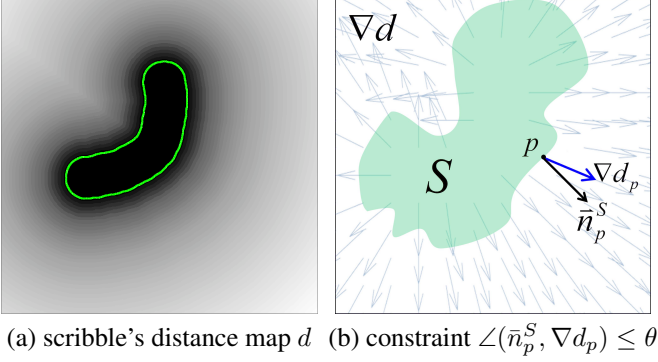 ∇d
p
∇d_p
S
n̄_p^S
(a) scribble's distance map d (b) constraint ∠(n̄_p^S, ∇d_p) ≤ θ